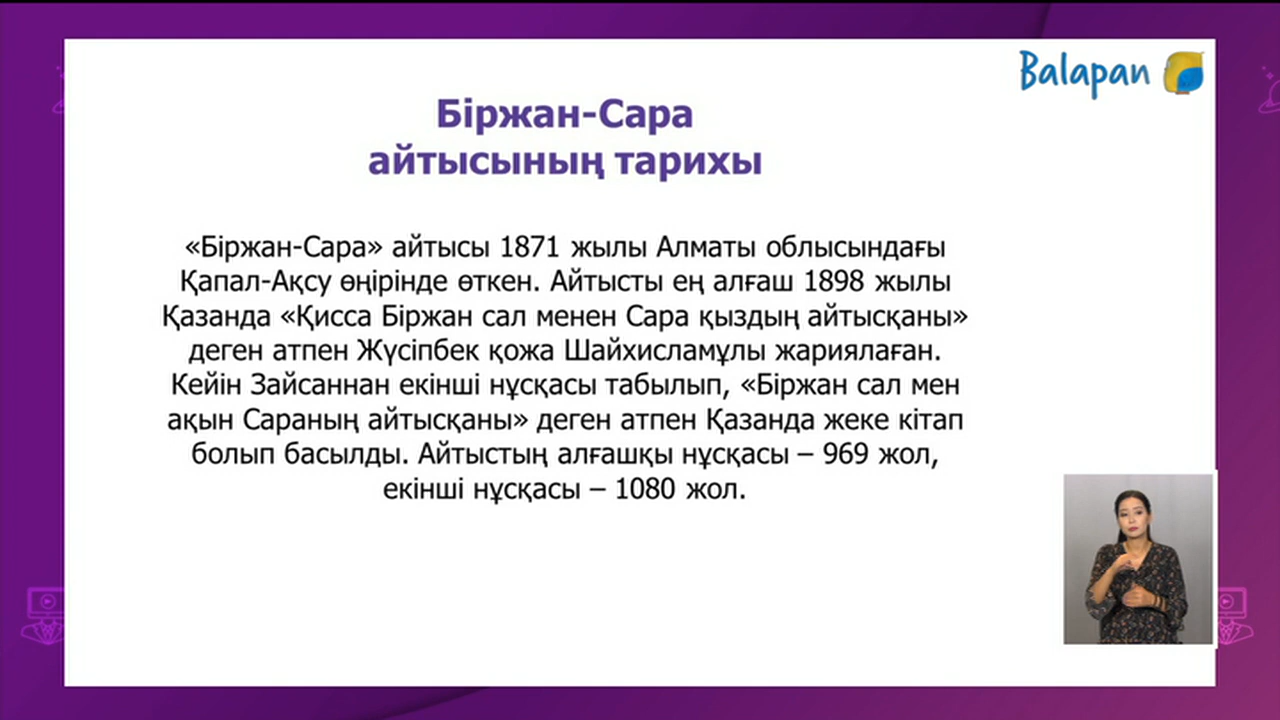 Balapan
Біржан-Сара
айтысының тарихы
«Біржан-Сара» айтысы 1871 жылы Алматы облысындағы
Қапал-Ақсу өңірінде өткен. Айтысты ең алғаш 1898 жылы
Қазанда «Қисса Біржан сал менен Сара қыздың айтысқаны»
деген атпен Жүсіпбек қожа Шайхисламұлы жариялаған.
Кейін Зайсаннан екінші нұсқасы табылып, «Біржан сал мен
ақын Сараның айтысқаны» деген атпен Қазанда жеке кітап
болып басылды. Айтыстың алғашқы нұсқасы – 969 жол,
екінші нұсқасы – 1080 жол.